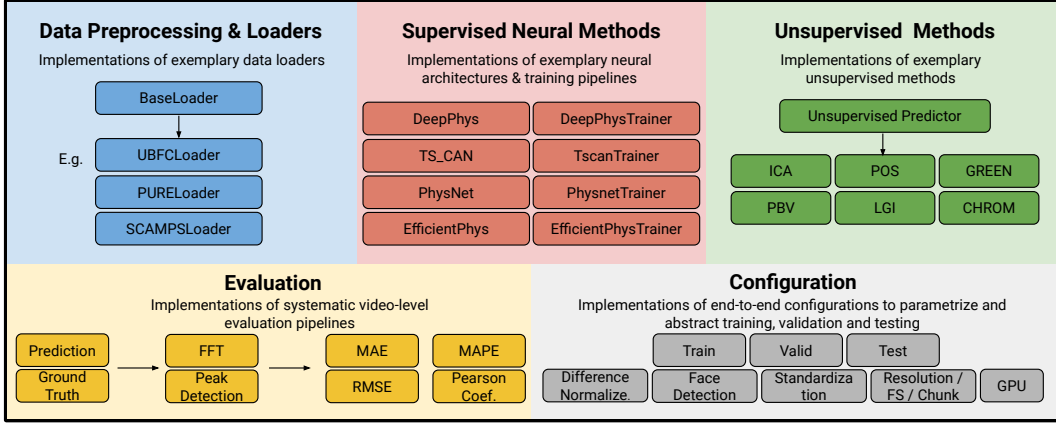 Data Preprocessing & Loaders
Implementations of exemplary data loaders
BaseLoader
E.g.
UBFCLoader
PURELoader
SCAMPSLoader
Supervised Neural Methods
Implementations of exemplary neural
architectures & training pipelines
DeepPhys
DeepPhysTrainer
TS_CAN
TscanTrainer
PhysNet
PhysnetTrainer
EfficientPhys
EfficientPhysTrainer
Unsupervised Methods
Implementations of exemplary
unsupervised methods
Unsupervised Predictor
ICA
POS
GREEN
PBV
LGI
CHROM
Evaluation
Implementations of systematic video-level
evaluation pipelines
Prediction
Ground
Truth
FFT
Peak
Detection
MAE
MAPE
RMSE
Pearson
Coef.
Configuration
Implementations of end-to-end configurations to parametrize and
abstract training, validation and testing
Train
Valid
Test
Difference
Normalize.
Face
Detection
Standardiza
tion
Resolution /
FS / Chunk
GPU